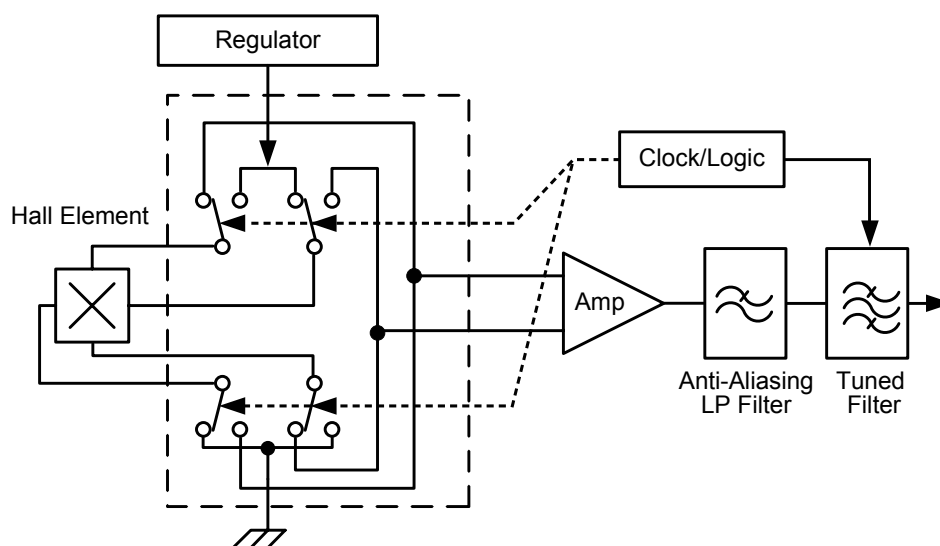 Regulator
Clock/Logic
Hall Element
Amp
Anti-Aliasing
LP Filter
Tuned
Filter